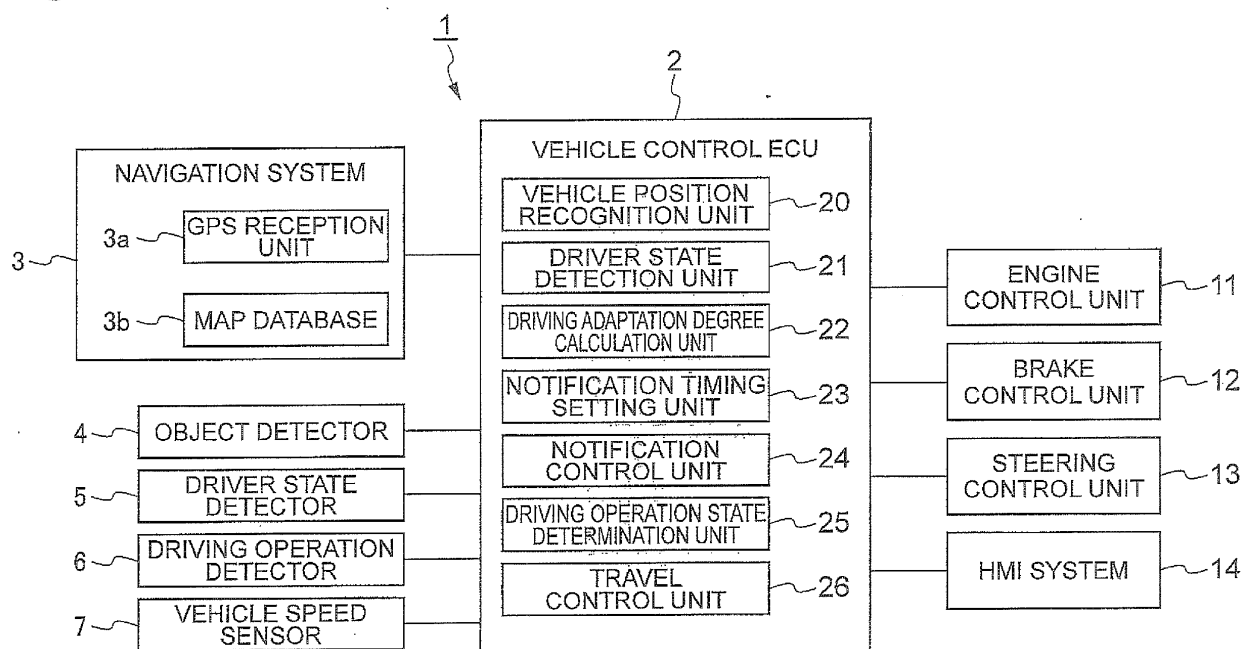 1
2
NAVIGATION SYSTEM
3
3a
GPS RECEPTION
UNIT
3b
MAP DATABASE
4
OBJECT DETECTOR
5
DRIVER STATE
DETECTOR
6
DRIVING OPERATION
DETECTOR
7
VEHICLE SPEED
SENSOR
VEHICLE CONTROL ECU
VEHICLE POSITION
RECOGNITION UNIT
20
DRIVER STATE
DETECTION UNIT
21
DRIVING ADAPTATION DEGREE
CALCULATION UNIT
22
NOTIFICATION TIMING
SETTING UNIT
23
NOTIFICATION
CONTROL UNIT
24
DRIVING OPERATION STATE
DETERMINATION UNIT
25
TRAVEL
CONTROL UNIT
26
ENGINE
CONTROL UNIT
11
BRAKE
CONTROL UNIT
12
STEERING
CONTROL UNIT
13
HMI SYSTEM
14